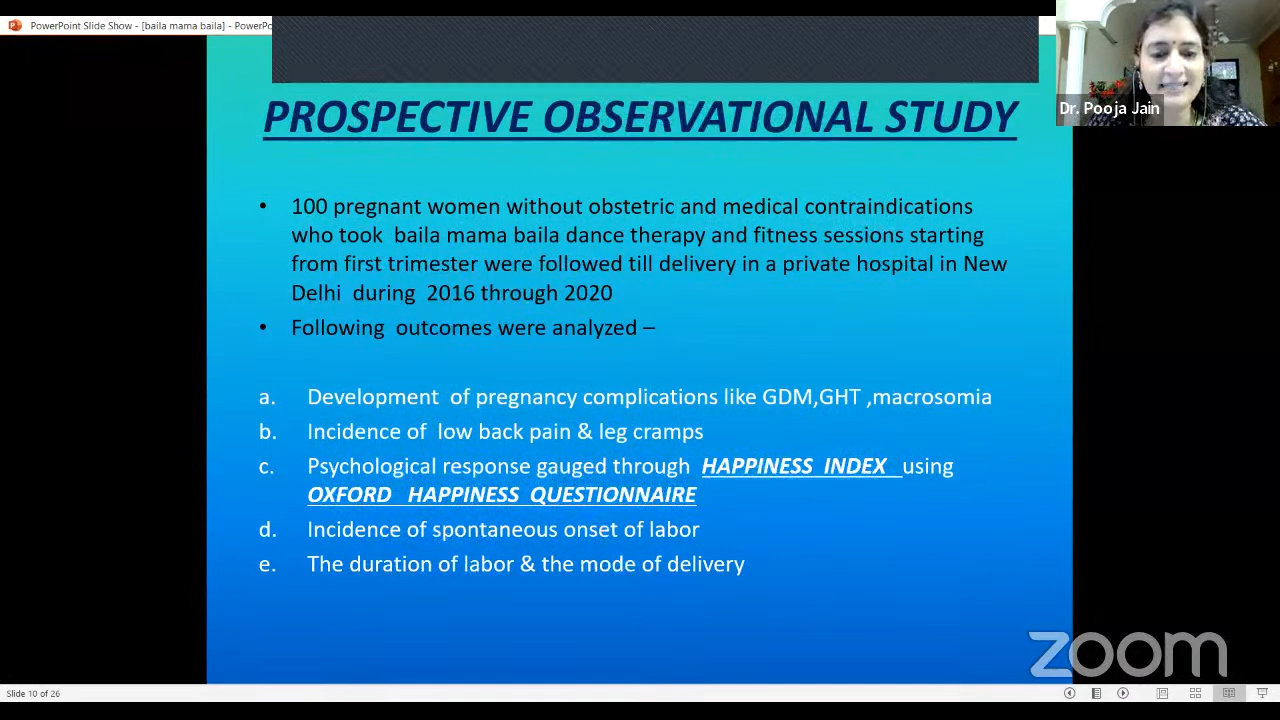 PowerPoint Slide Show - [baila mama baila] - PowerPo
Dr. Pooja Jain
PROSPECTIVE OBSERVATIONAL STUDY
• 100 pregnant women without obstetric and medical contraindications
who took baila mama baila dance therapy and fitness sessions starting
from first trimester were followed till delivery in a private hospital in New
Delhi during 2016 through 2020
• Following outcomes were analyzed –
a. Development of pregnancy complications like GDM,GHT ,macrosomia
b. Incidence of low back pain & leg cramps
c. Psychological response gauged through HAPPINESS INDEX using
OXFORD HAPPINESS QUESTIONNAIRE
d. Incidence of spontaneous onset of labor
e. The duration of labor & the mode of delivery
zoom
Slide 10 of 26